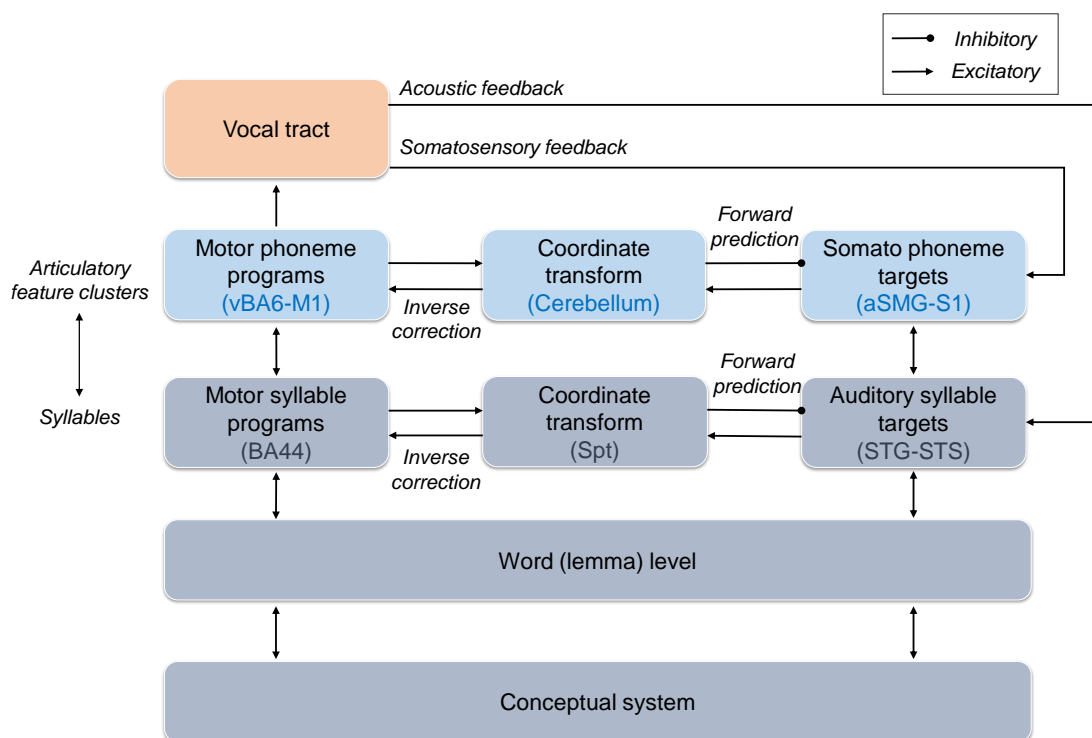 Inhibitory
Excitatory
Acoustic feedback
Vocal tract
Somatosensory feedback
Forward
prediction
Motor phoneme
programs
(vBA6-M1)
Coordinate
transform
(Cerebellum)
Somato phoneme
targets
(aSMG-S1)
Articulatory
feature clusters
Inverse
correction
Forward
prediction
Syllables
Motor syllable
programs
(BA44)
Coordinate
transform
(Spt)
Auditory syllable
targets
(STG-STS)
Inverse
correction
Word (lemma) level
Conceptual system